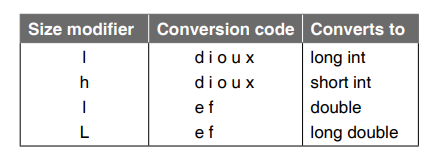 Size modifier Conversion code Converts to
l d i o u x long int
h d i o u x short int
l e f double
L e f long double